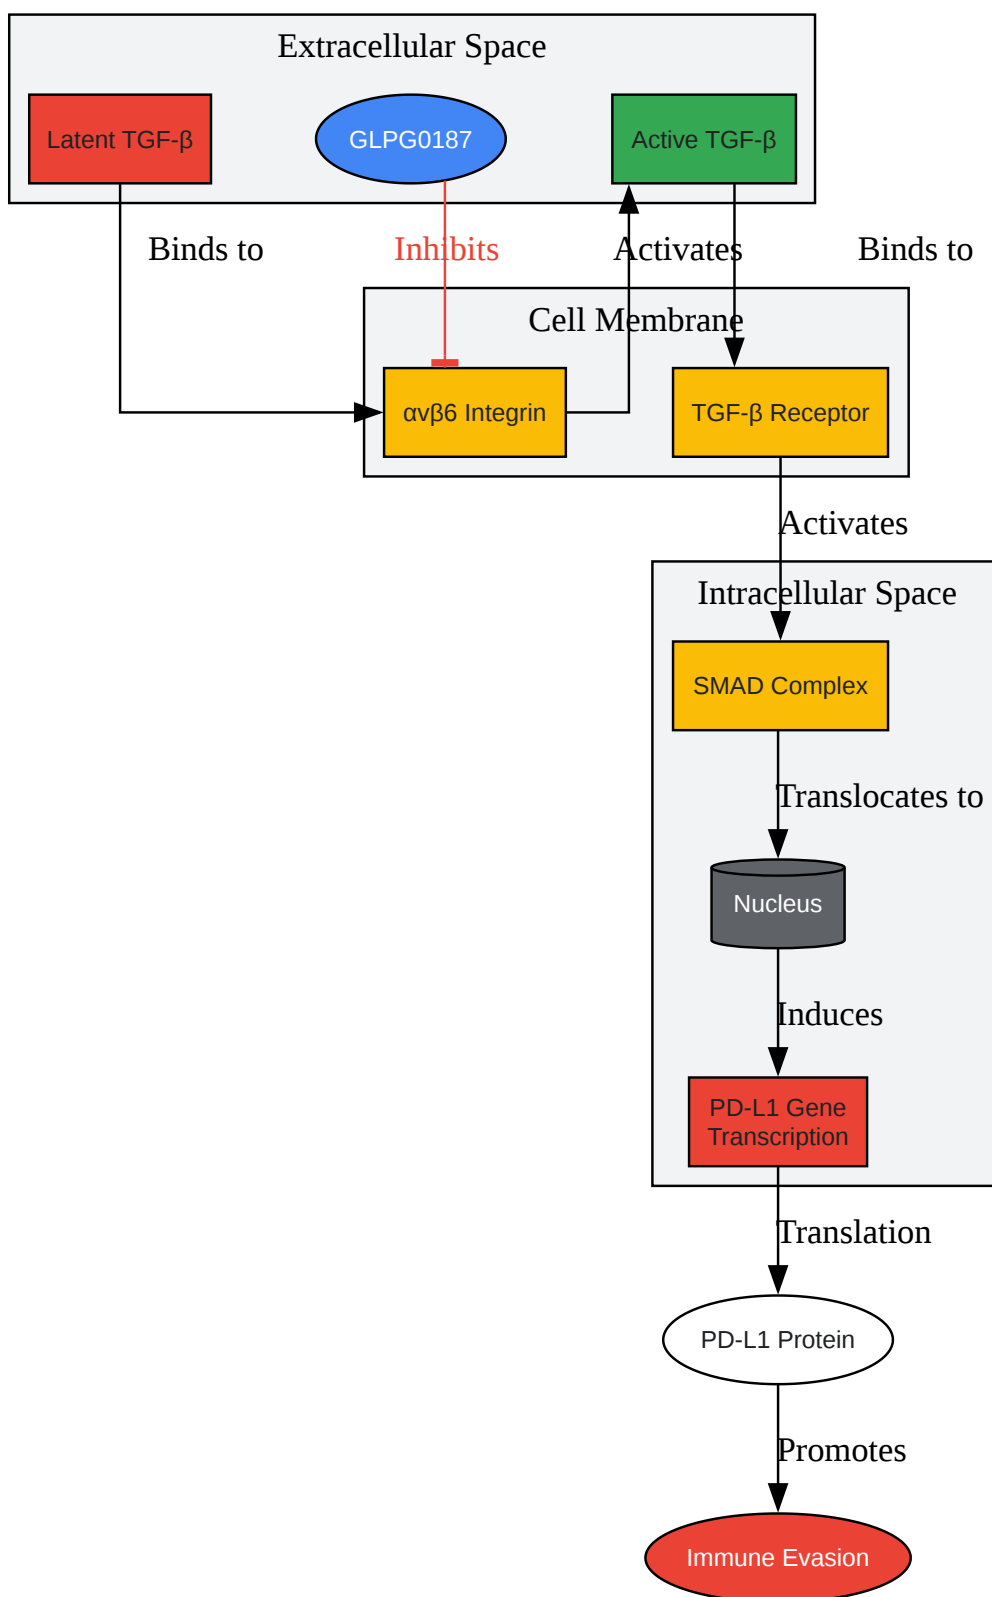 Extracellular Space
Latent TGF-β
GLPG0187
Active TGF-β
Binds to
Inhibits
Activates
Binds to
Cell Membrane
αvβ6 Integrin
TGF-β Receptor
Activates
Intracellular Space
SMAD Complex
Translocates to
Nucleus
Induces
PD-L1 Gene
Transcription
Translation
PD-L1 Protein
Promotes
Immune Evasion